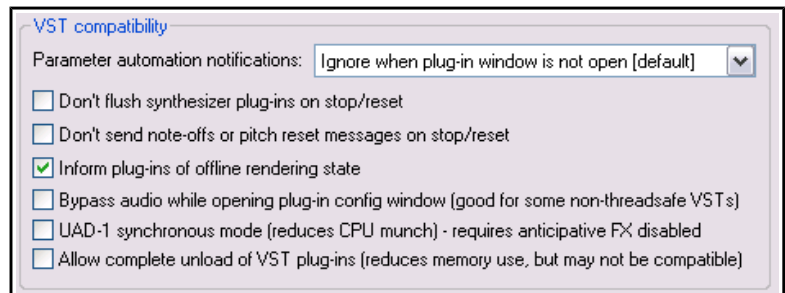 VST compatibility
Parameter automation notifications: Ignore when plug-in window is not open [default]
Don't flush synthesizer plug-ins on stop/reset
Don't send note-offs or pitch reset messages on stop/reset
Inform plug-ins of offline rendering state
Bypass audio while opening plug-in config window (good for some non-threadsafe VSTs)
UAD-1 synchronous mode (reduces CPU munch) - requires anticipative FX disabled
Allow complete unload of VST plug-ins (reduces memory use, but may not be compatible)